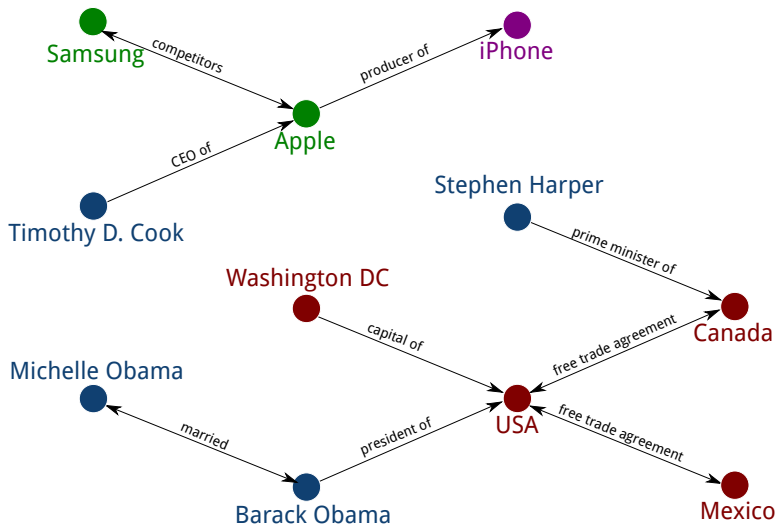 Samsung
competitors
producer of
iPhone
Apple
CEO of
Timothy D. Cook
Stephen Harper
prime minister of
Washington DC
capital of
free trade agreement
Canada
Michelle Obama
married
president of
USA
free trade agreement
Barack Obama
Mexico